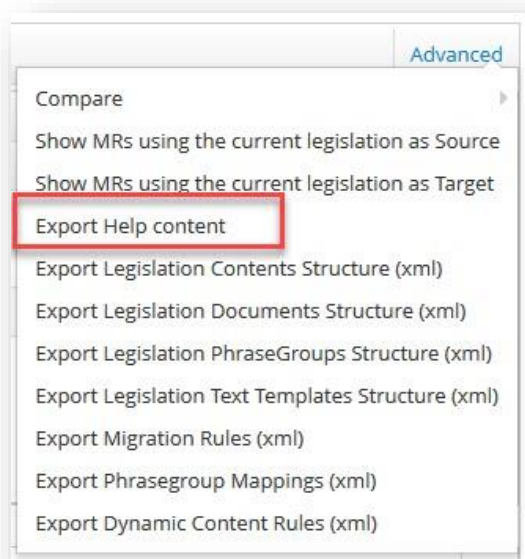 Advanced
Compare
Show MRs using the current legislation as Source
Show MRs using the current legislation as Target
Export Help content
Export Legislation Contents Structure (xml)
Export Legislation Documents Structure (xml)
Export Legislation PhraseGroups Structure (xml)
Export Legislation Text Templates Structure (xml)
Export Migration Rules (xml)
Export Phrasegroup Mappings (xml)
Export Dynamic Content Rules (xml)